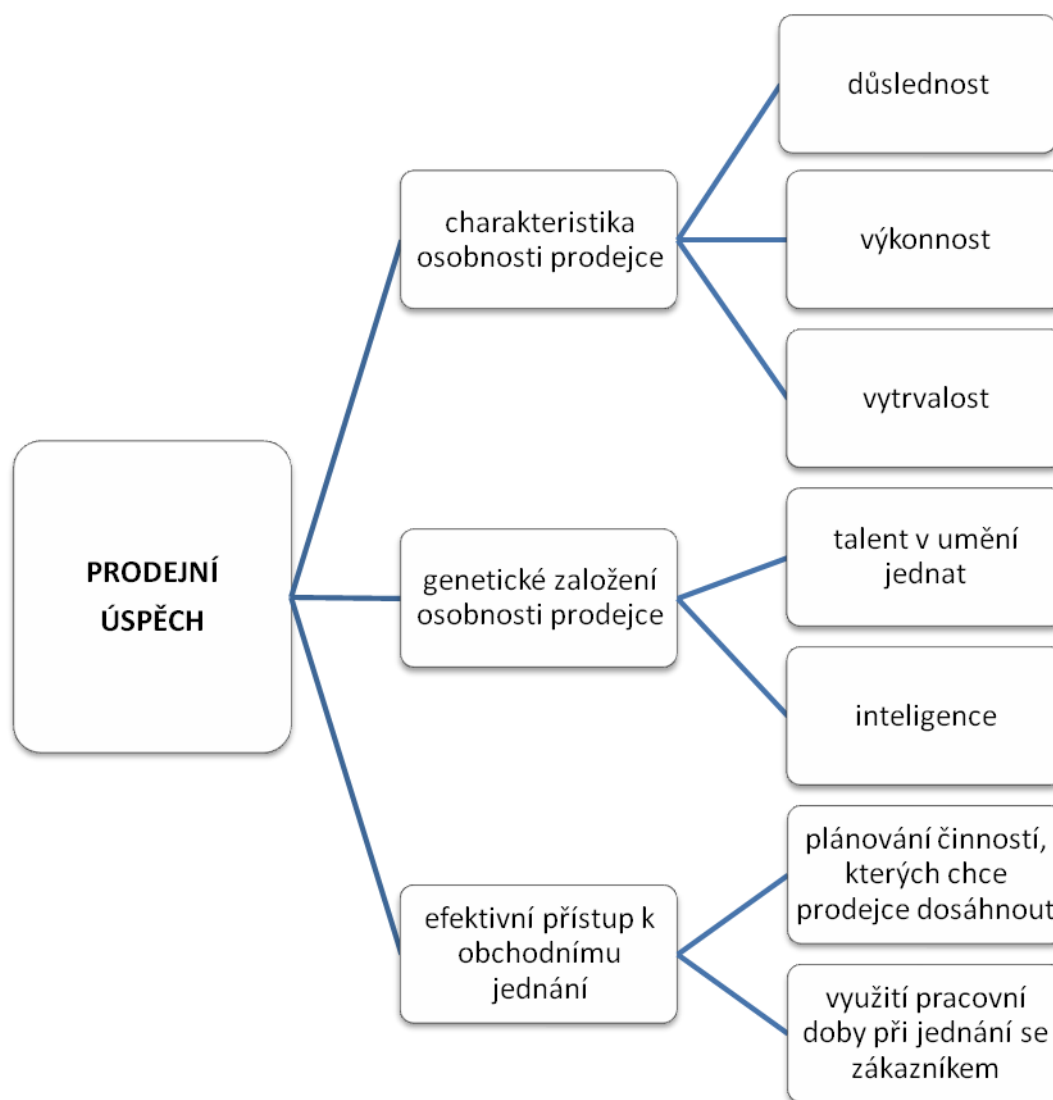 PRODEJNÍ
ÚSPĚCH
charakteristika
osobnosti prodejce
důslednost
výkonnost
vytrvalost
genetické založení
osobnosti prodejce
talent v umění
jednat
inteligence
efektivní přístup k
obchodnímu
jednání
plánování činností,
kterých chce
prodejce dosáhnout
využití pracovní
doby při jednání se
zákazníkem